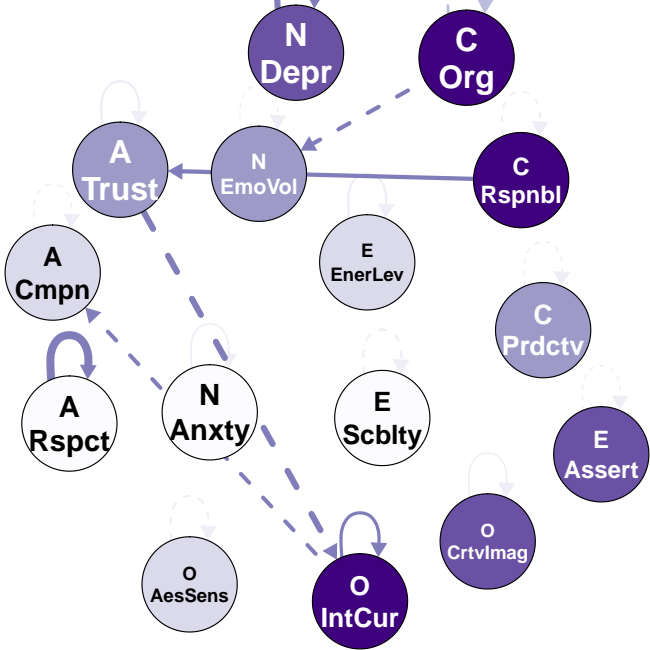 N
Depr
C
Org
A
Trust
N
EmoVol
C
Rspnbl
E
EnerLev
A
Cmpn
C
Prdctv
A
Rspct
N
Anxty
E
Scblty
E
Assert
O
CrtvImag
O
AesSens
O
IntCur